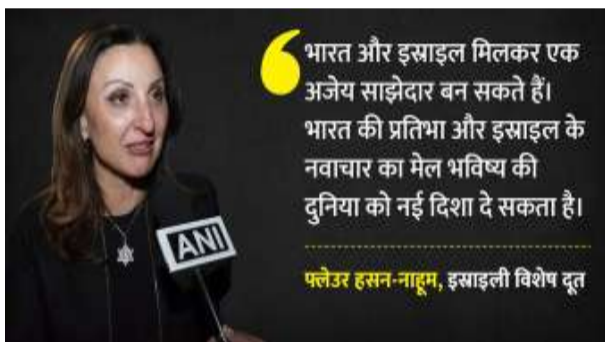 भारत और इस्राइल मिलकर एक
अजेय साझेदार बन सकते हैं।
भारत की प्रतिभा और इस्राइल के
नवाचार का मेल भविष्य की
दुनिया को नई दिशा दे सकता है।
फ्लेउर हसन-नाहूम, इस्राइली विशेष दूत
ANI